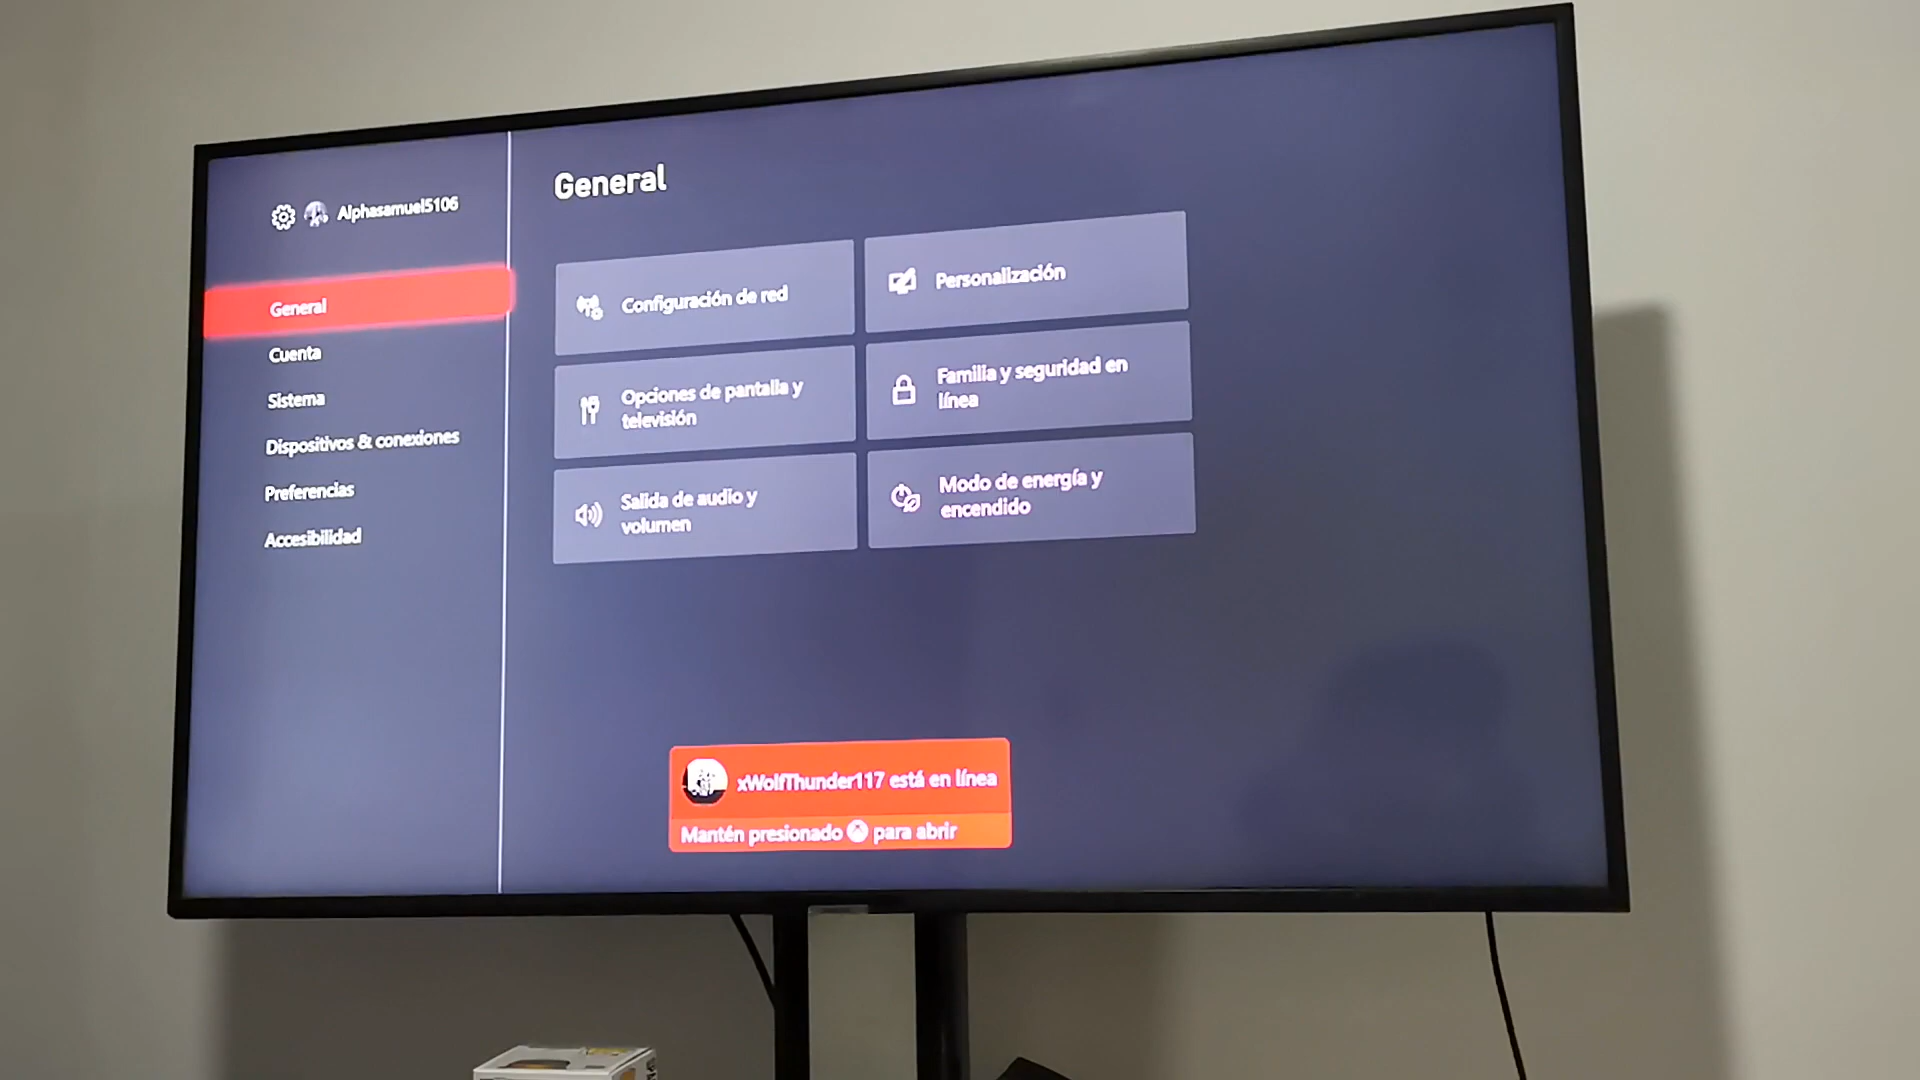 Alphasamuel5106
General
Cuenta
Sistema
Dispositivos & conexiones
Preferencias
Accesibilidad
General
Configuración de red
Personalización
Opciones de pantalla y
televisión
Familia y seguridad en
línea
Salida de audio y
volumen
Modo de energía y
encendido
xWolfThunder117 está en línea
Mantén presionado para abrir